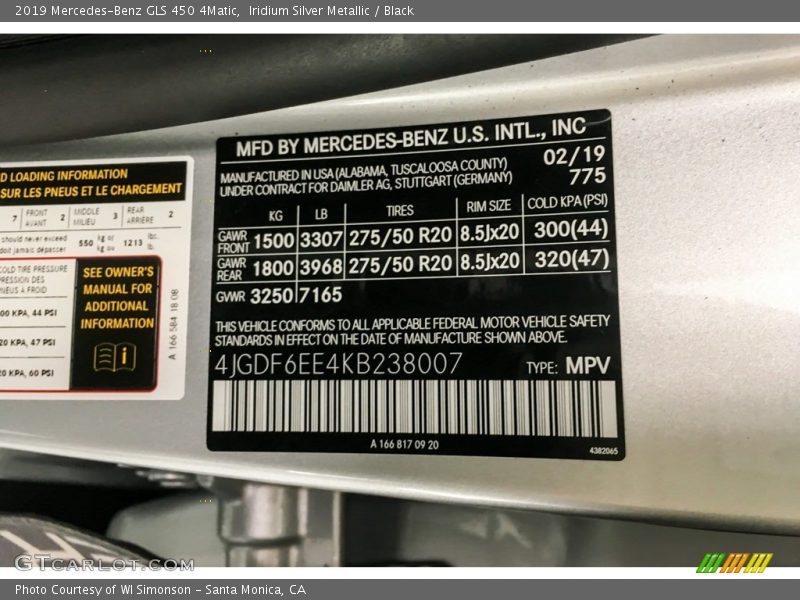 2019 Mercedes-Benz GLS 450 4Matic,  Iridium Silver Metallic / Black
D LOADING INFORMATION
SUR LES PNEUS ET LE CHARGEMENT
7 FRONT AVANT 2 MIDDLE MILIEU 3 REAR ARRIÈRE 2
should never exceed
doit jamais dépasser
550 kg or kg ou 1213 lbs. lb.
COLD TIRE PRESSURE
PRESSION DES
PNEUS À FROID
00 KPA, 44 PSI
20 KPA, 47 PSI
20 KPA, 60 PSI
SEE OWNER'S
MANUAL FOR
ADDITIONAL
INFORMATION
A 166 584 18 08
MFD BY MERCEDES-BENZ U.S. INTL., INC
MANUFACTURED IN USA (ALABAMA, TUSCALOOSA COUNTY) 02/19
UNDER CONTRACT FOR DAIMLER AG, STUTTGART (GERMANY) 775
KG LB TIRES RIM SIZE COLD KPA(PSI)
GAWR FRONT 1500 3307 275/50 R20 8.5Jx20 300(44)
GAWR REAR 1800 3968 275/50 R20 8.5Jx20 320(47)
GVWR 3250 7165
THIS VEHICLE CONFORMS TO ALL APPLICABLE FEDERAL MOTOR VEHICLE SAFETY
STANDARDS IN EFFECT ON THE DATE OF MANUFACTURE SHOWN ABOVE.
4JGDF6EE4KB238007 TYPE: MPV
A 166 817 09 20
4382065
GTCARLOT.COM
Photo Courtesy of WI Simonson - Santa Monica, CA